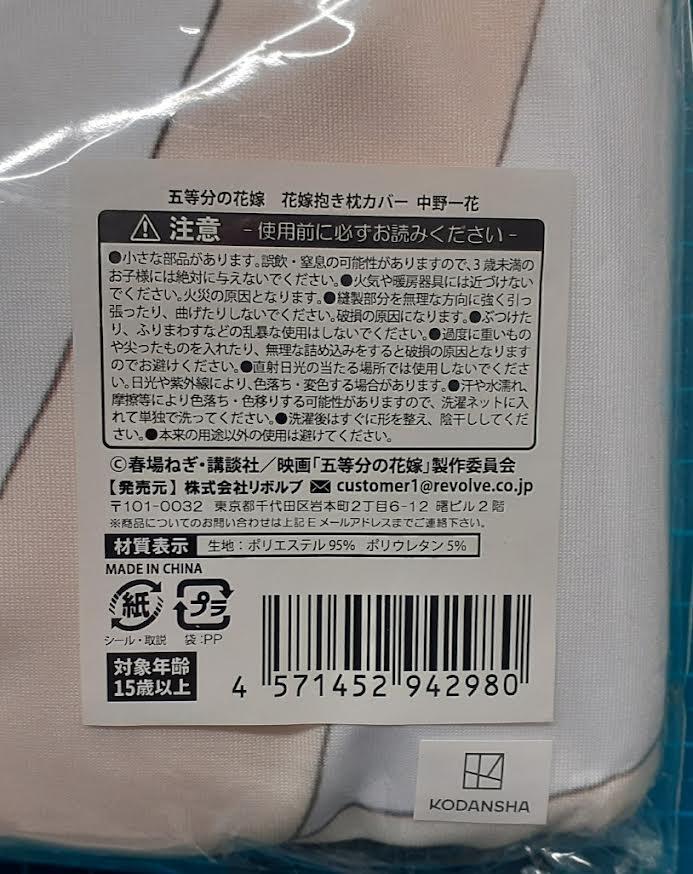 五等分の花嫁 花嫁抱き枕カバー 中野一花
注意 -使用前に必ずお読みください-
●小さな部品があります。誤飲・窒息の可能性がありますので、3歳未満の
お子様には絶対に与えないでください。●火気や暖房器具には近づけない
でください。火災の原因となります。●縫製部分を無理な方向に強く引っ
張ったり、曲げたりしないでください。破損の原因になります。●ぶつけた
り、ふりまわすなどの乱暴な使用はしないでください。●過度に重いもの
や尖ったものを入れたり、無理な詰め込みをすると破損の原因となります
のでお避けください。●直射日光の当たる場所では使用しないでくださ
い。日光や紫外線により、色落ち・変色する場合があります。●汗や水濡れ、
摩擦等により色落ち・色移りする可能性がありますので、洗濯ネットに入
れて単独で洗ってください。●洗濯後はすぐに形を整え、陰干ししてくだ
さい。●本来の用途以外の使用は避けてください。
©春場ねぎ・講談社／映画「五等分の花嫁」製作委員会
【発売元】株式会社リボルブ customer1@revolve.co.jp
〒101-0032 東京都千代田区岩本町2丁目6-12 曙ビル2階
※商品についてのお問い合わせは上記Eメールアドレスまでご連絡下さい。
材質表示 生地：ポリエステル95% ポリウレタン5%
MADE IN CHINA
紙 プラ
シール・取説 袋：PP
対象年齢
15歳以上
4 571452 942980
KODANSHA